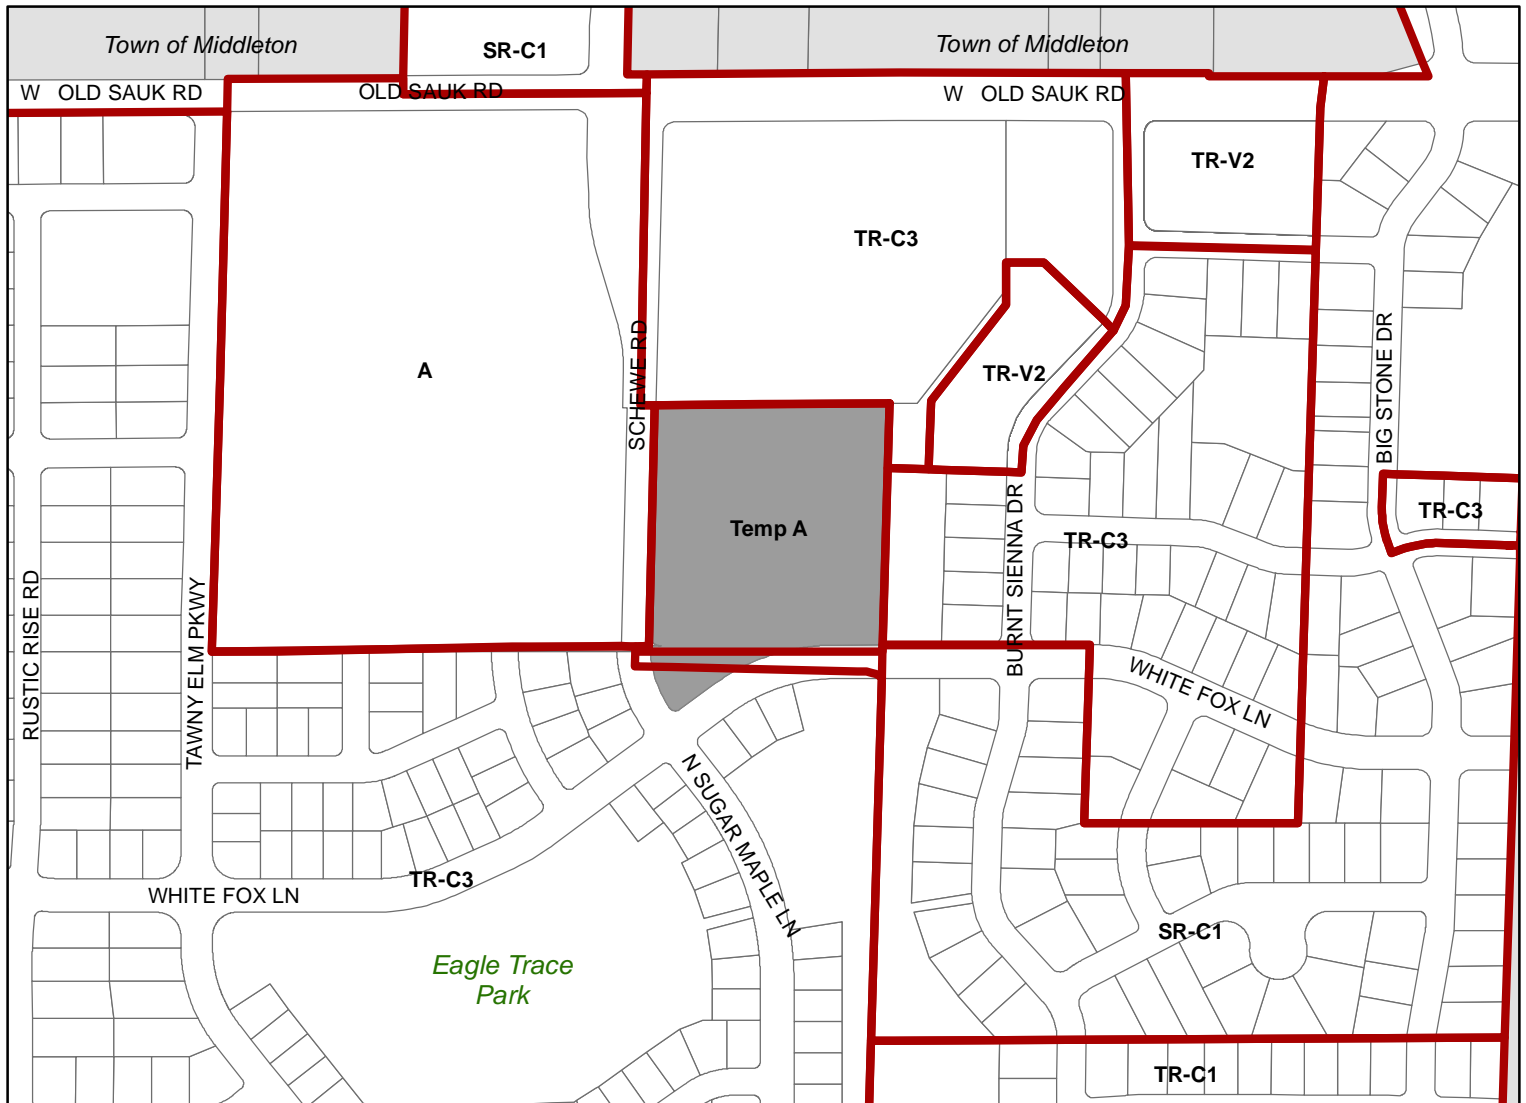 Town of Middleton
SR-C1
Town of Middleton
W OLD SAUK RD
OLD SAUK RD
W OLD SAUK RD
TR-V2
TR-C3
A
SCHEWE RD
TR-V2
BIG STONE DR
Temp A
TR-C3
TR-C3
BURNT SIENNA DR
RUSTIC RISE RD
TAWNY ELM PKWY
WHITE FOX LN
N SUGAR MAPLE LN
TR-C3
WHITE FOX LN
SR-C1
Eagle Trace
Park
TR-C1